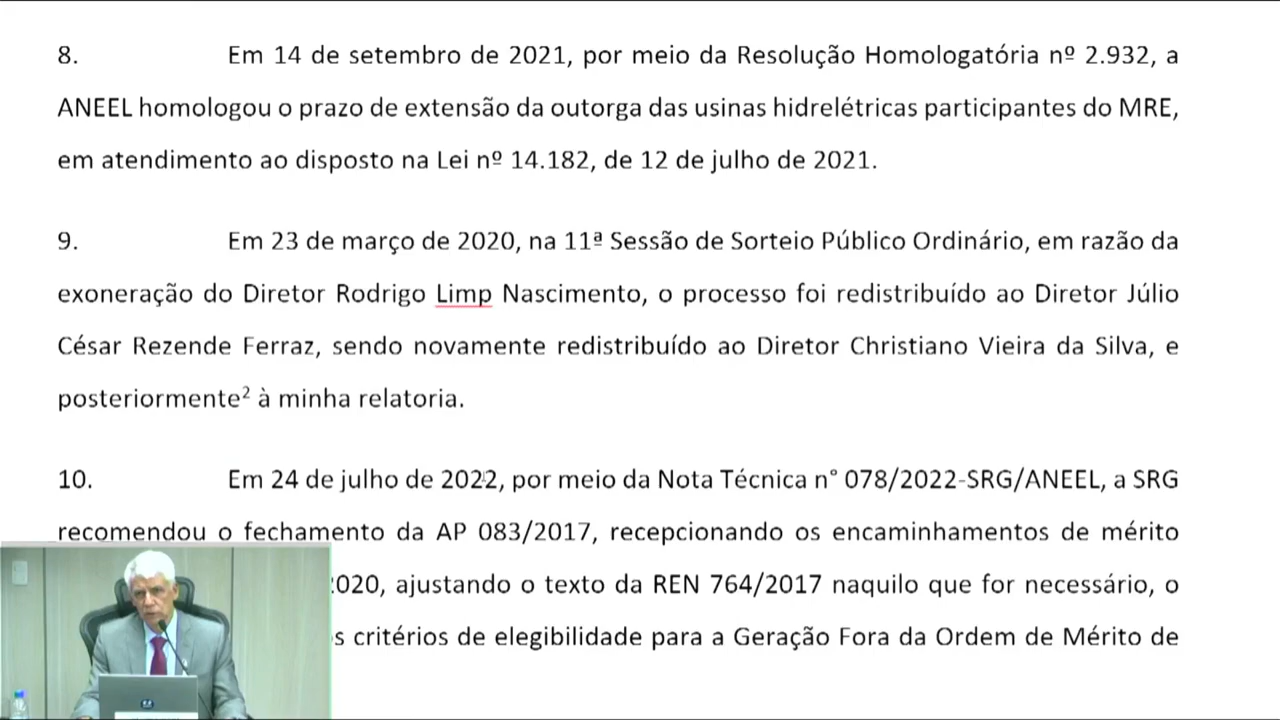 8. Em 14 de setembro de 2021, por meio da Resolução Homologatória nº 2.932, a
ANEEL homologou o prazo de extensão da outorga das usinas hidrelétricas participantes do MRE,
em atendimento ao disposto na Lei nº 14.182, de 12 de julho de 2021.
9. Em 23 de março de 2020, na 11ª Sessão de Sorteio Público Ordinário, em razão da
exoneração do Diretor Rodrigo Limp Nascimento, o processo foi redistribuído ao Diretor Júlio
César Rezende Ferraz, sendo novamente redistribuído ao Diretor Christiano Vieira da Silva, e
posteriormente² à minha relatoria.
10. Em 24 de julho de 2022, por meio da Nota Técnica n° 078/2022-SRG/ANEEL, a SRG
recomendou o fechamento da AP 083/2017, recepcionando os encaminhamentos de mérito
020, ajustando o texto da REN 764/2017 naquilo que for necessário, o
s critérios de elegibilidade para a Geração Fora da Ordem de Mérito de